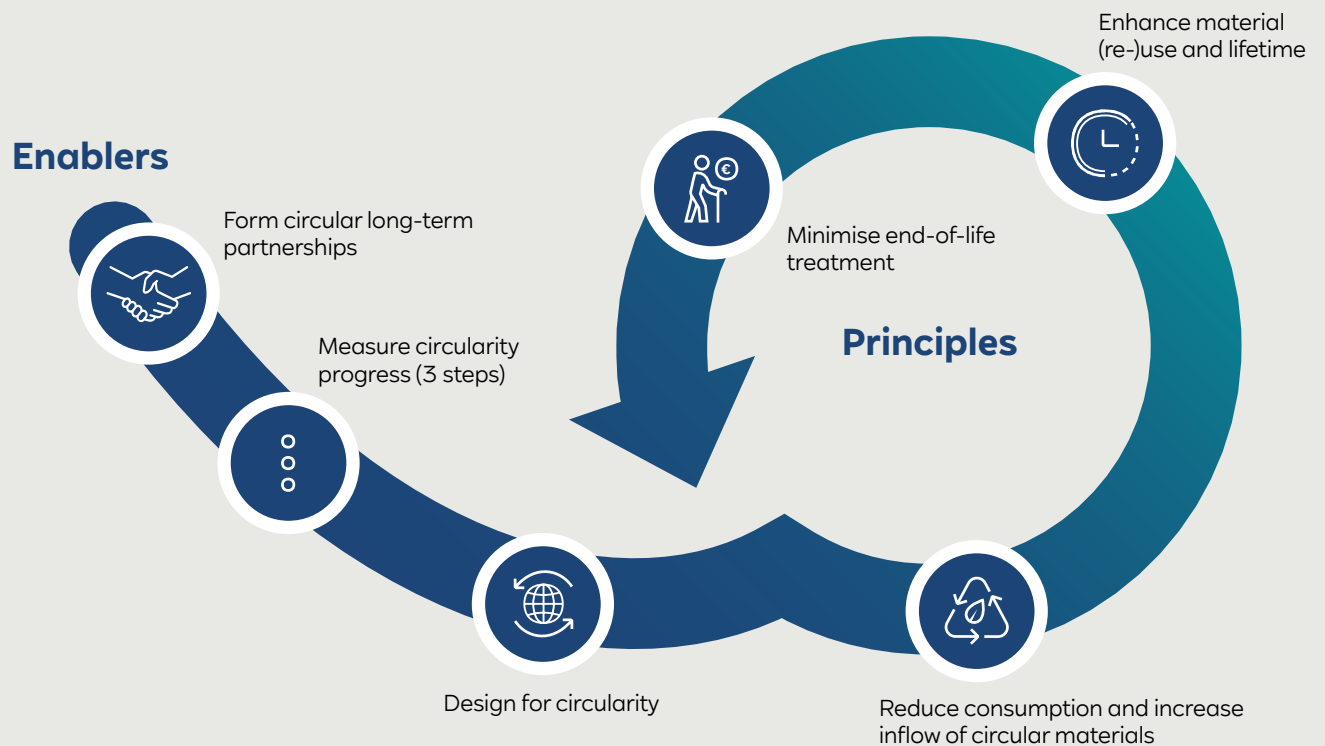 Enablers
Form circular long-term
partnerships
Measure circularity
progress (3 steps)
Design for circularity
Principles
Reduce consumption and increase
inflow of circular materials
Enhance material
(re-)use and lifetime
Minimise end-of-life
treatment
€